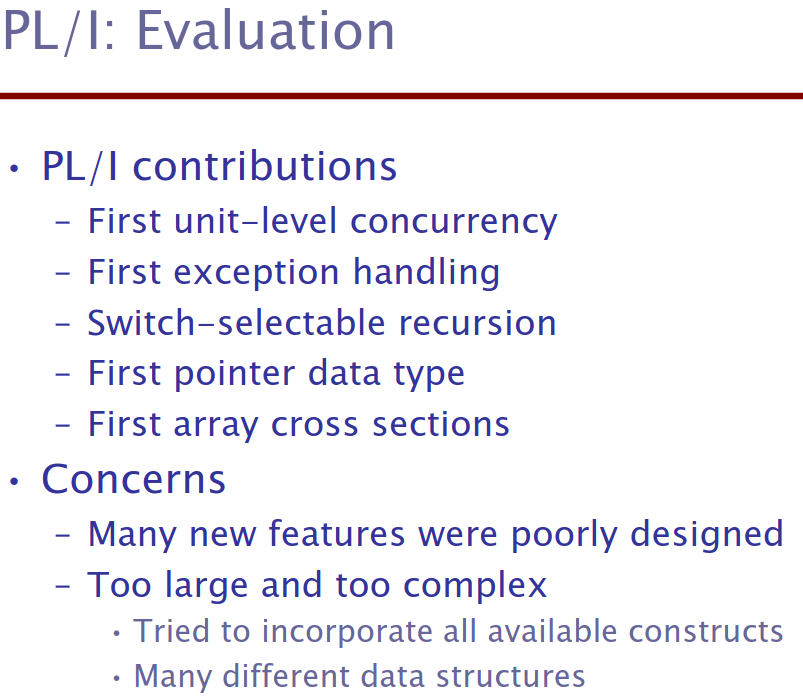 PL/I: Evaluation
• PL/I contributions
– First unit-level concurrency
– First exception handling
– Switch-selectable recursion
– First pointer data type
– First array cross sections
• Concerns
– Many new features were poorly designed
– Too large and too complex
• Tried to incorporate all available constructs
• Many different data structures